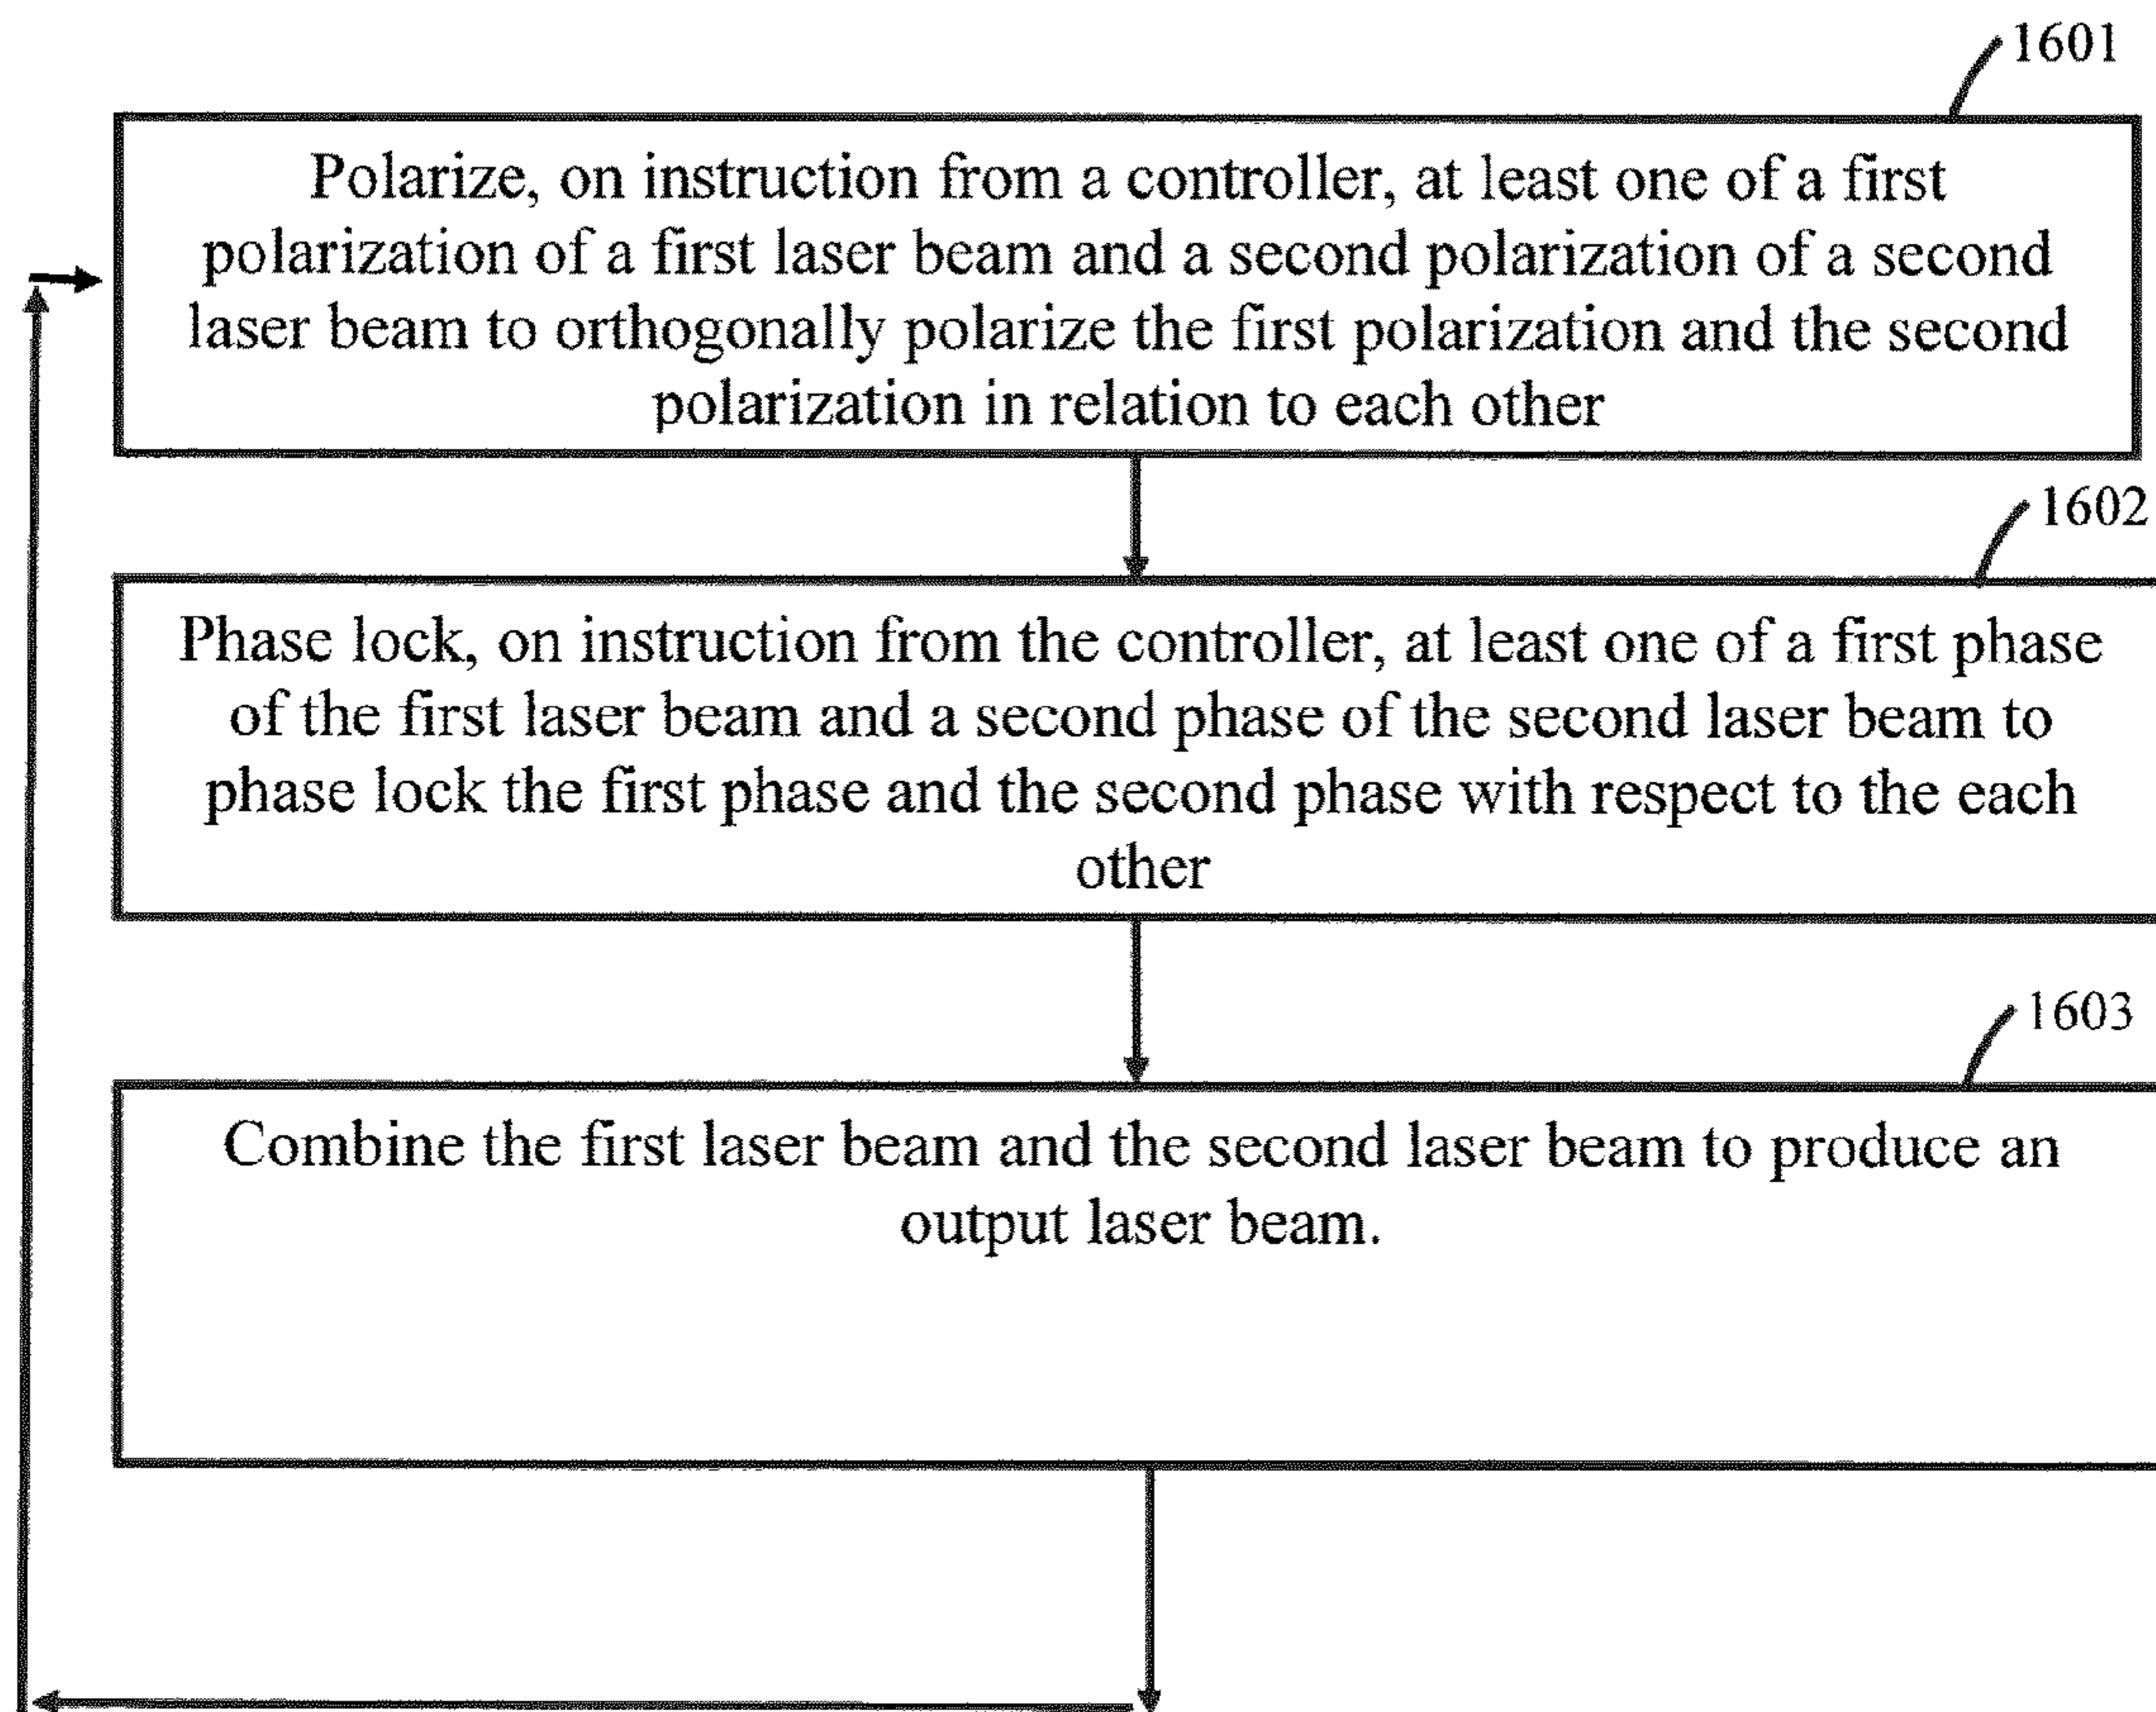 1601
Polarize, on instruction from a controller, at least one of a first
polarization of a first laser beam and a second polarization of a second
laser beam to orthogonally polarize the first polarization and the second
polarization in relation to each other
1602
Phase lock, on instruction from the controller, at least one of a first phase
of the first laser beam and a second phase of the second laser beam to
phase lock the first phase and the second phase with respect to the each
other
1603
Combine the first laser beam and the second laser beam to produce an
output laser beam.